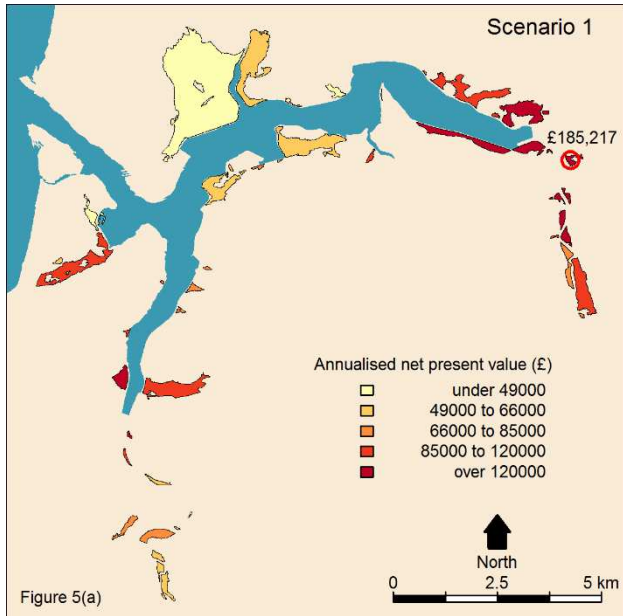 Scenario 1
£185,217
Annualised net present value (£)
under 49000
49000 to 66000
66000 to 85000
85000 to 120000
over 120000
North
0 2.5 5 km
Figure 5(a)